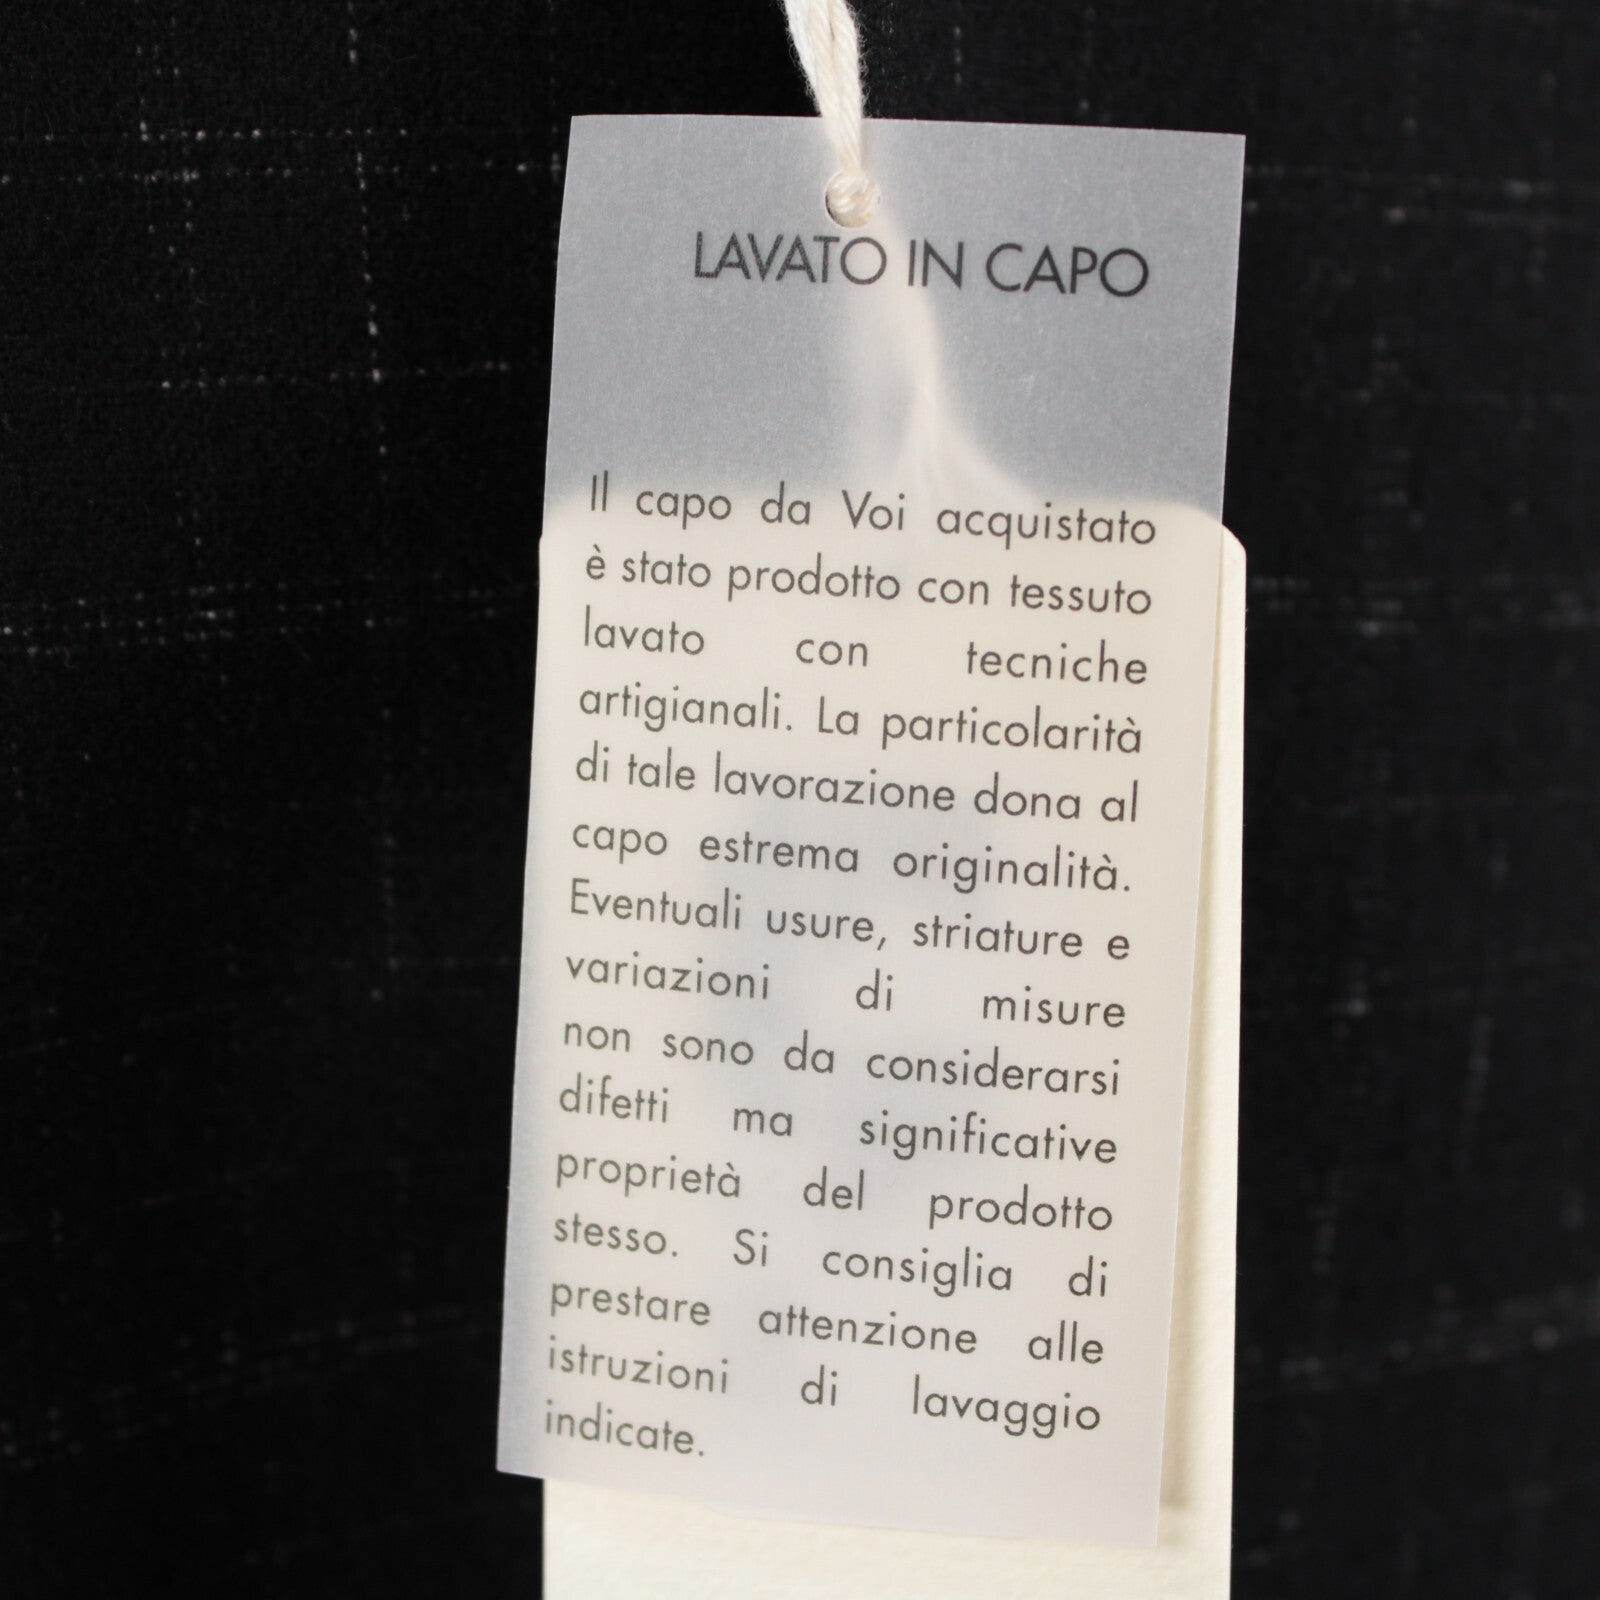 LAVATO IN CAPO
Il capo da Voi acquistato
è stato prodotto con tessuto
lavato con tecniche
artigianali. La particolarità
di tale lavorazione dona al
capo estrema originalità.
Eventuali usure, striature e
variazioni di misure
non sono da considerarsi
difetti ma significative
proprietà del prodotto
stesso. Si consiglia di
prestare attenzione alle
istruzioni di lavaggio
indicate.